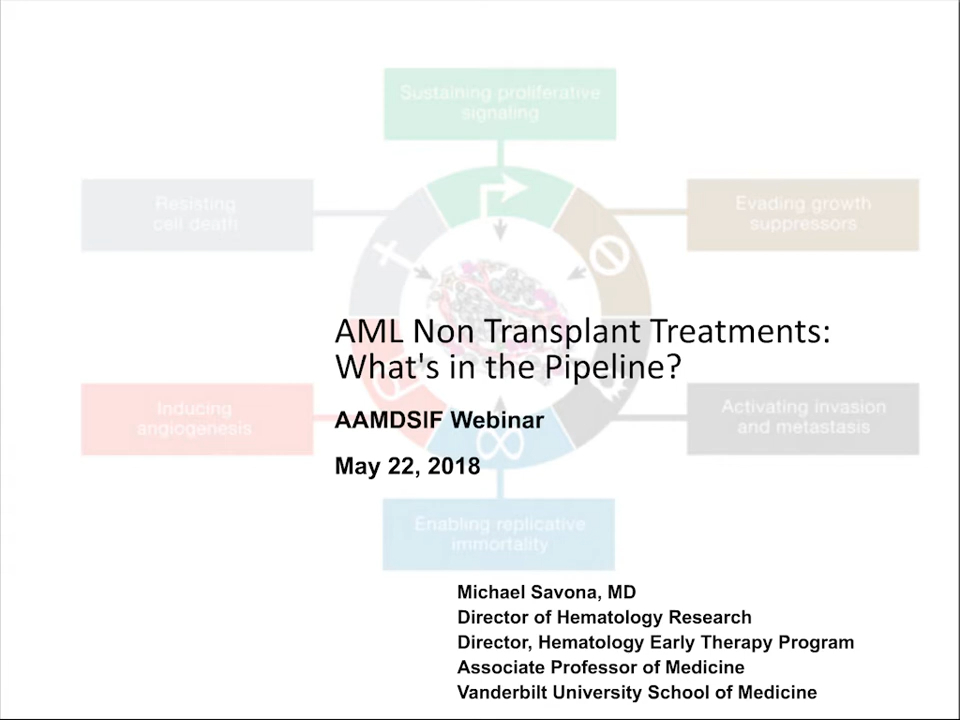 Sustaining proliferative
signaling
Resisting
cell death
Evading growth
suppressors
AML Non Transplant Treatments:
What's in the Pipeline?
Inducing
angiogenesis
AAMDSIF Webinar
Activating invasion
and metastasis
May 22, 2018
Enabling replicative
immortality
Michael Savona, MD
Director of Hematology Research
Director, Hematology Early Therapy Program
Associate Professor of Medicine
Vanderbilt University School of Medicine